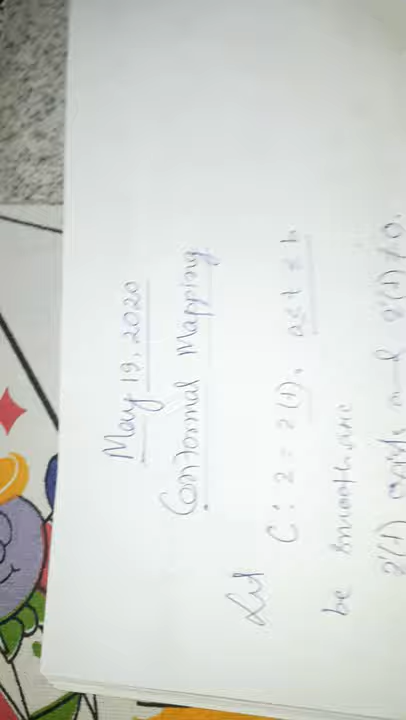 May 19, 2020
Conformal Mapping.
Let
C : z = z(t), a ≤ t ≤ b
be smooth arc
z'(t) exists and z'(t) ≠ 0.